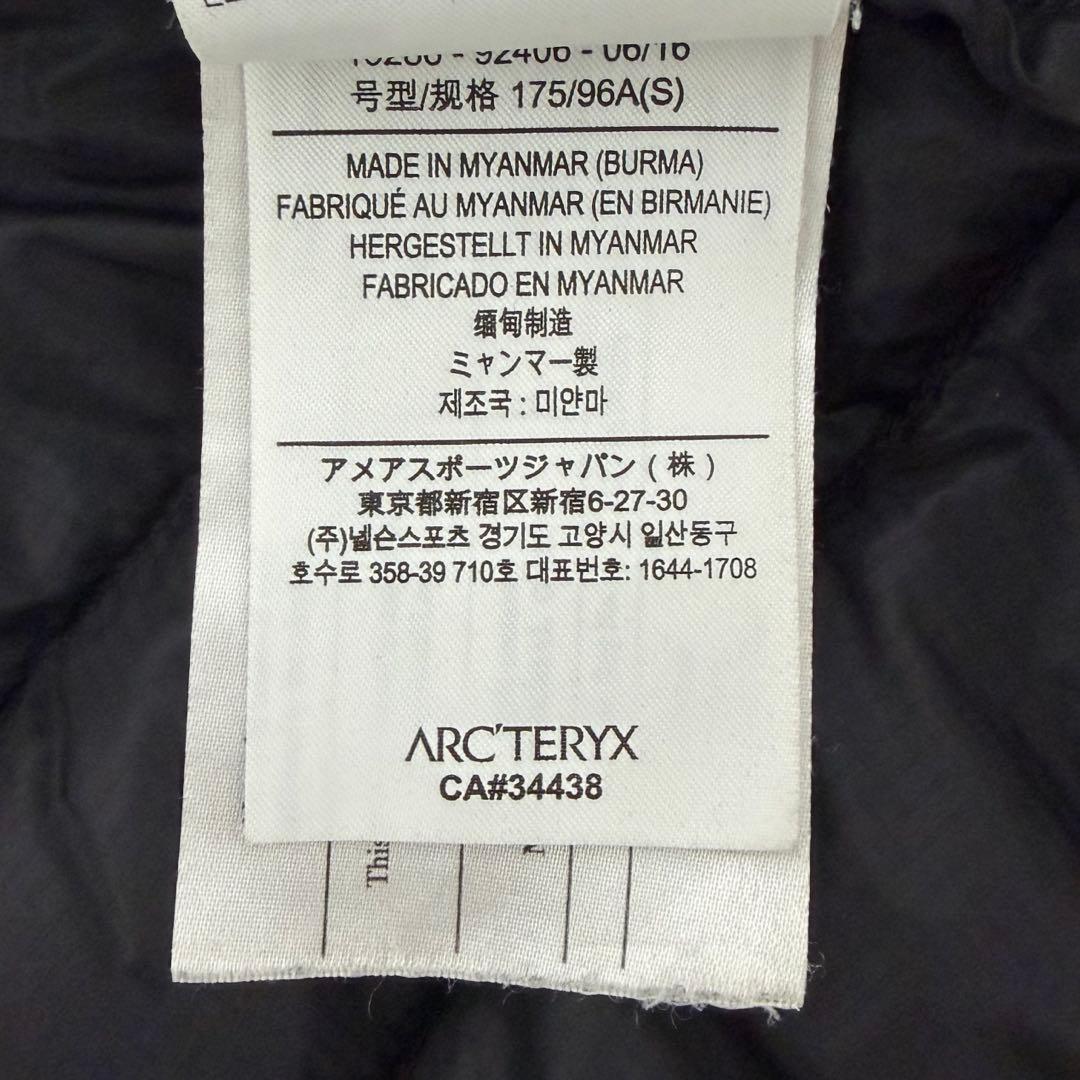 - 92406 - 06/16
号型/规格 175/96A(S)
MADE IN MYANMAR (BURMA)
FABRIQUÉ AU MYANMAR (EN BIRMANIE)
HERGESTELLT IN MYANMAR
FABRICADO EN MYANMAR
缅甸制造
ミャンマー製
제조국 : 미얀마
アメアスポーツジャパン ( 株 )
東京都新宿区新宿6-27-30
(주)넬슨스포츠 경기도 고양시 일산동구
호수로 358-39 710호 대표번호: 1644-1708
ARC'TERYX
CA#34438
This